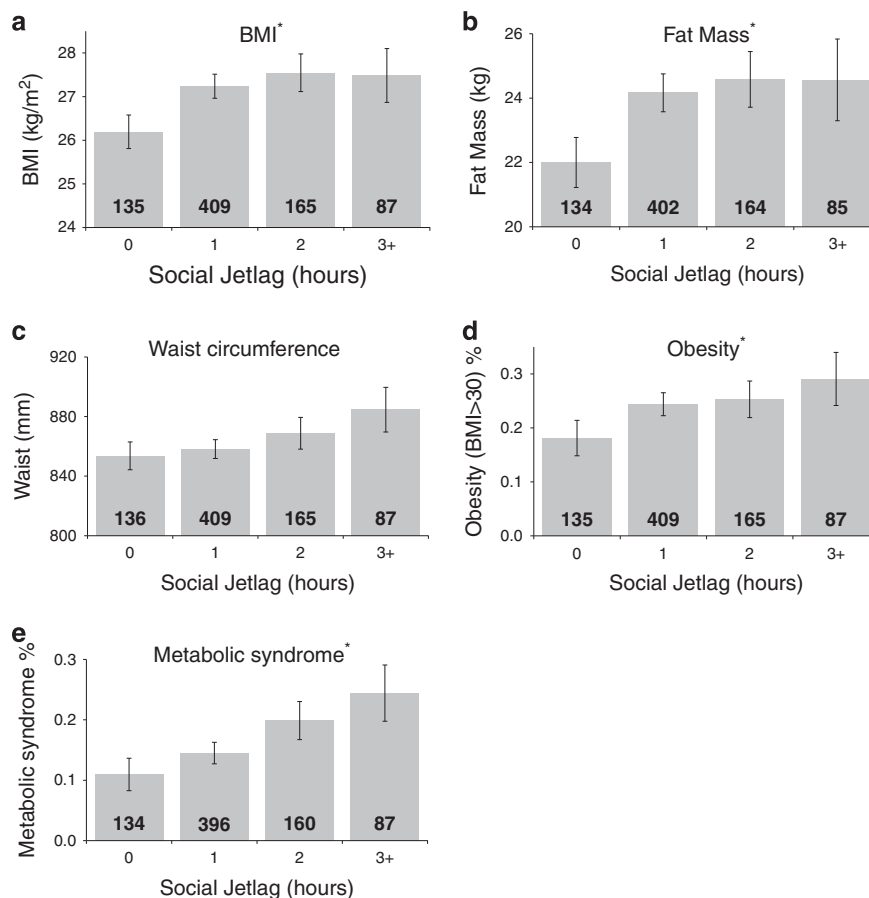 a
BMI*
BMI (kg/m²)
28
27
26
25
24
135 409 165 87
0 1 2 3+
Social Jetlag (hours)
b
Fat Mass*
Fat Mass (kg)
26
24
22
20
134 402 164 85
0 1 2 3+
Social Jetlag (hours)
c
Waist circumference
Waist (mm)
920
880
840
800
136 409 165 87
0 1 2 3+
Social Jetlag (hours)
d
Obesity*
Obesity (BMI>30) %
0.3
0.2
0.1
0.0
135 409 165 87
0 1 2 3+
Social Jetlag (hours)
e
Metabolic syndrome*
Metabolic syndrome %
0.3
0.2
0.1
0.0
134 396 160 87
0 1 2 3+
Social Jetlag (hours)